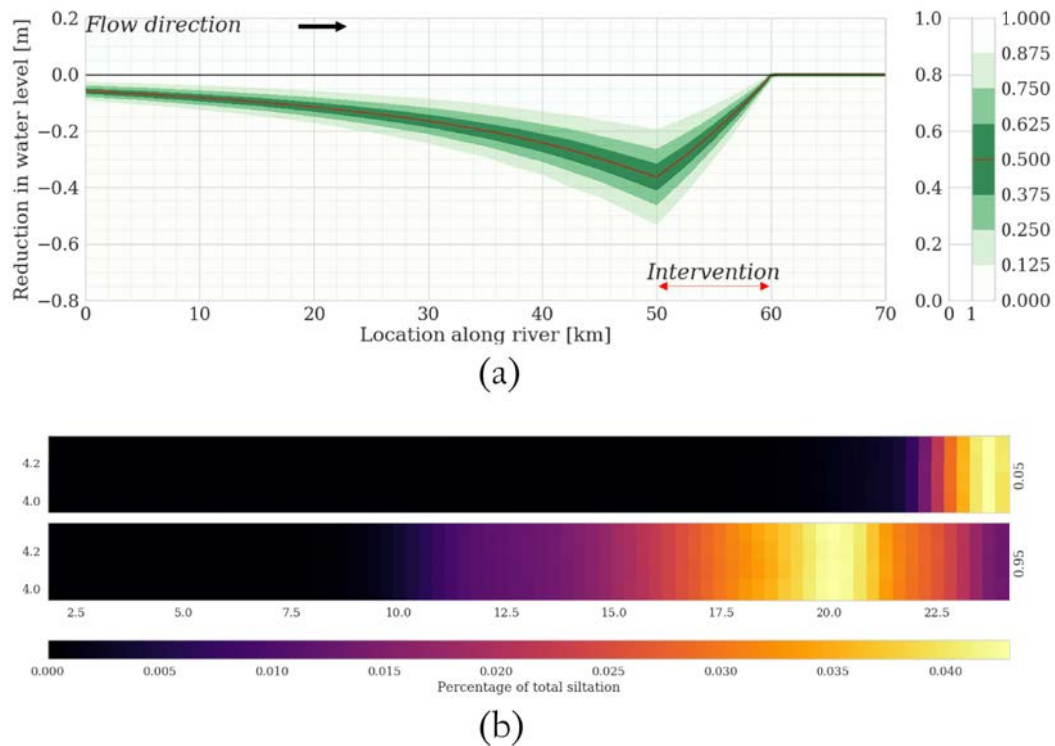 Flow direction
Reduction in water level [m]
0.2
0.0
−0.2
−0.4
−0.6
−0.8
Intervention
0 10 20 30 40 50 60 70
Location along river [km]
1.0
0.8
0.6
0.4
0.2
0.0
0 1
1.000
0.875
0.750
0.625
0.500
0.375
0.250
0.125
0.000
(a)
4.2
4.0
0.05
4.2
4.0
0.95
2.5 5.0 7.5 10.0 12.5 15.0 17.5 20.0 22.5
0.000 0.005 0.010 0.015 0.020 0.025 0.030 0.035 0.040
Percentage of total siltation
(b)